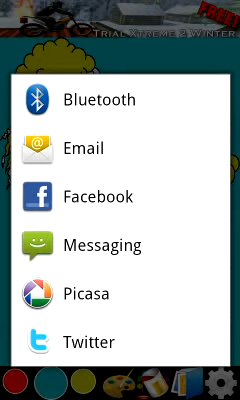 FREE
TRIAL XTREME 2 WINTER
Bluetooth
Email
Facebook
Messaging
Picasa
Twitter